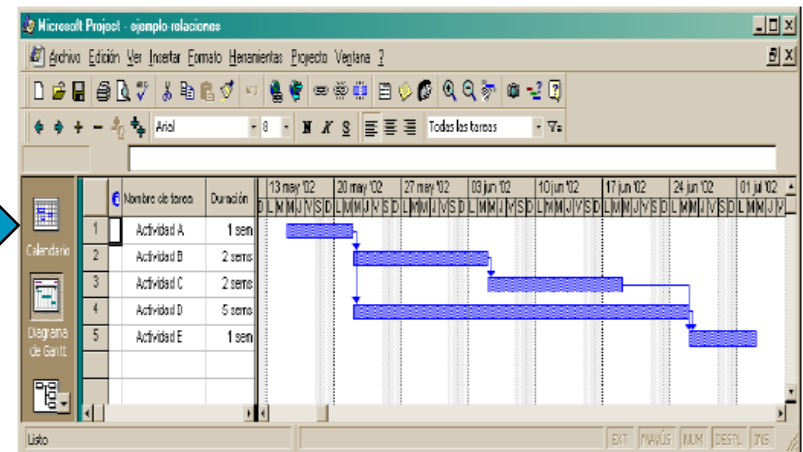 Microsoft Project - ejemplo-relaciones
Archivo Edición Ver Insertar Formato Herramientas Proyecto Ventana ?
Arial 8 N K S Todas las tareas
Nombre de tarea Duración 13 may '02 20 may '02 27 may '02 03 jun '02 10 jun '02 17 jun '02 24 jun '02 01 jul '02
D L M M J V S D L M M J V S D L M M J V S D L M M J V S D L M M J V S D L M M J V S D L M M J V S D L M M J V
1 Actividad A 1 sem
2 Actividad B 2 sems
3 Actividad C 2 sems
4 Actividad D 5 sems
5 Actividad E 1 sem
Calendario
Diagrama
de Gantt
Listo EXT MAYÚS NUM DESPL INS